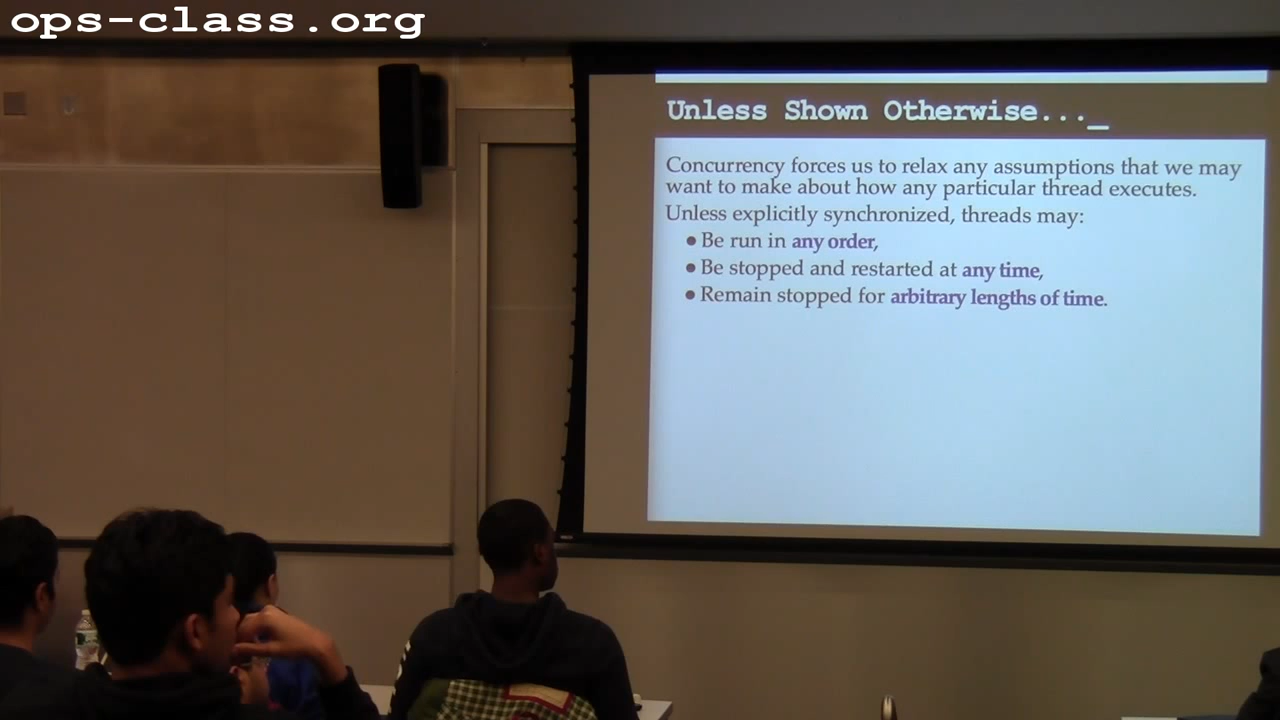 ops-class.org
Unless Shown Otherwise..._
Concurrency forces us to relax any assumptions that we may
want to make about how any particular thread executes.
Unless explicitly synchronized, threads may:
● Be run in any order,
● Be stopped and restarted at any time,
● Remain stopped for arbitrary lengths of time.